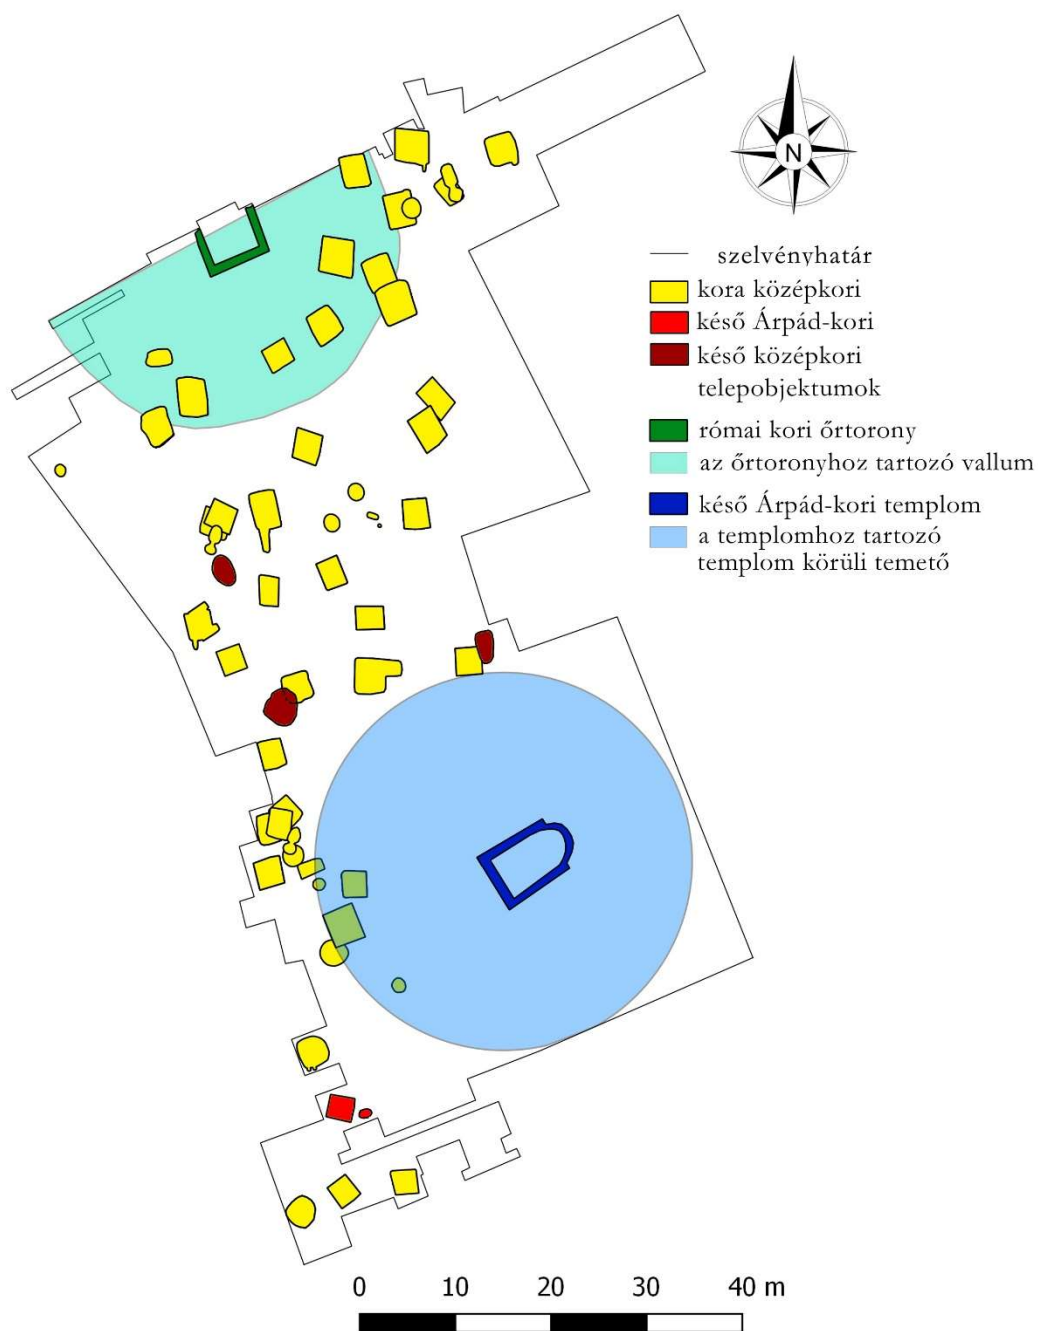 N
szelvényhatár
kora középkori
késő Árpád-kori
késő középkori
telepobjektumok
római kori őrtorony
az őrtoronyhoz tartozó vallum
késő Árpád-kori templom
a templomhoz tartozó
templom körüli temető
0 10 20 30 40 m